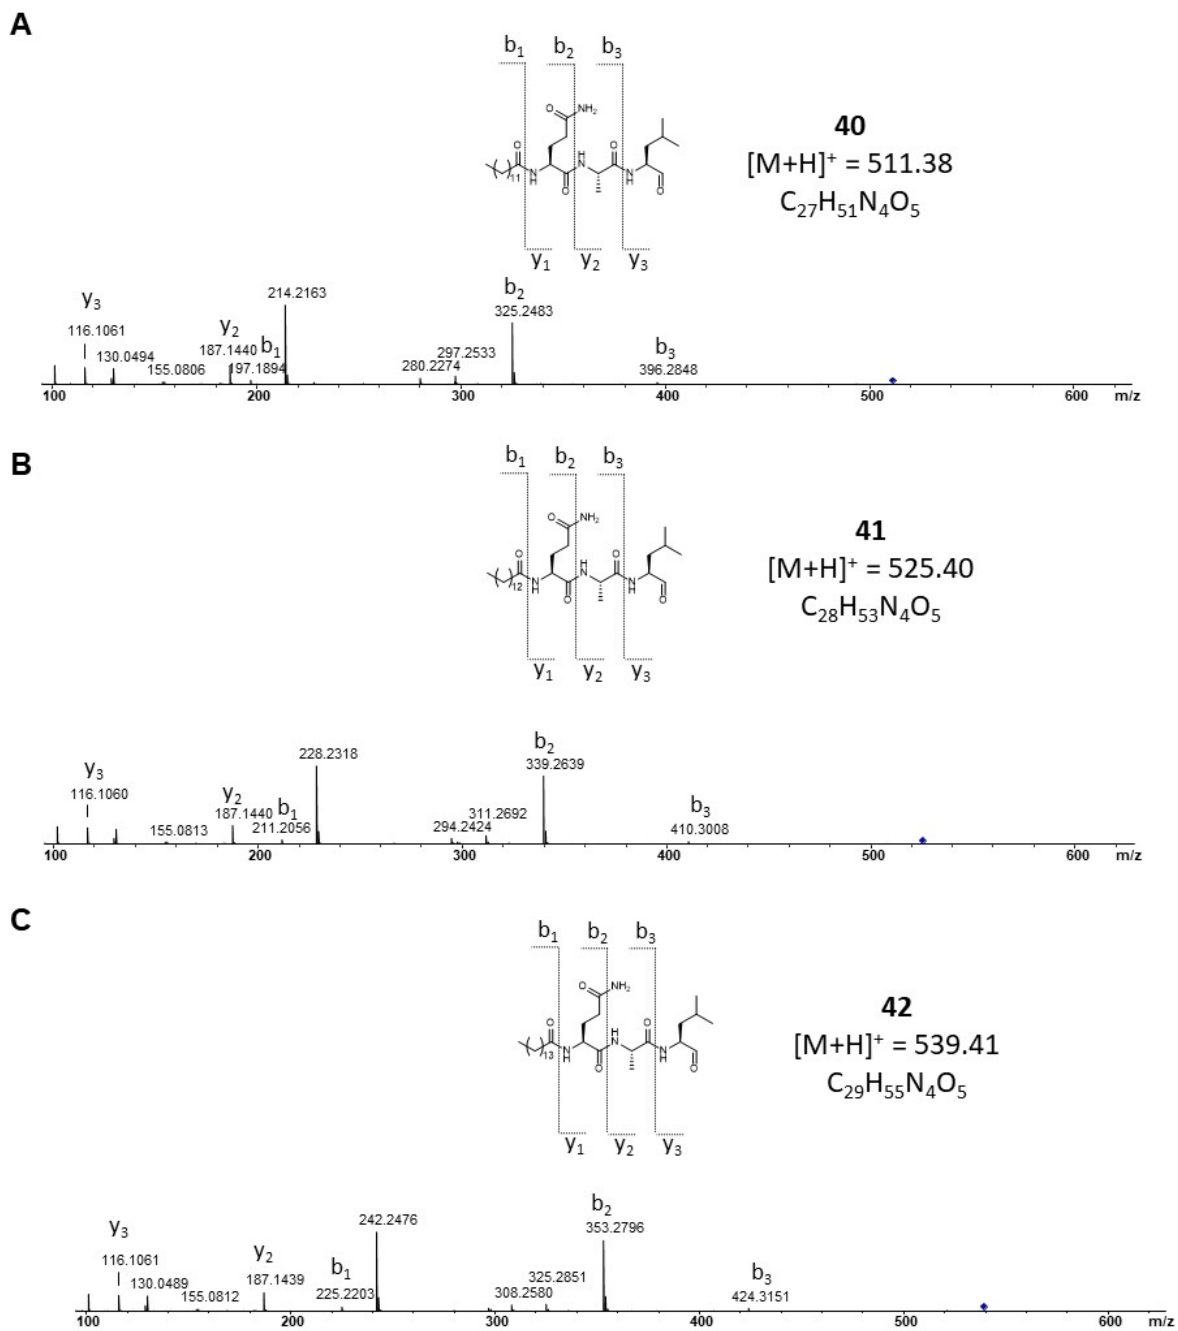 A
b1 b2 b3
O NH2
O H O
( )11 N H O N H O
40
[M+H]+ = 511.38
C27H51N4O5
y1 y2 y3
y3 116.1061
130.0494
155.0806
y2 187.1440
b1 197.1894
214.2163
280.2274
297.2533
b2 325.2483
b3 396.2848
100 200 300 400 500 600 m/z
B
b1 b2 b3
O NH2
O H O
( )12 N H O N H O
41
[M+H]+ = 525.40
C28H53N4O5
y1 y2 y3
y3 116.1060
155.0813
y2 187.1440
b1 211.2056
228.2318
294.2424
311.2692
b2 339.2639
b3 410.3008
100 200 300 400 500 600 m/z
C
b1 b2 b3
O NH2
O H O
( )13 N H O N H O
42
[M+H]+ = 539.41
C29H55N4O5
y1 y2 y3
y3 116.1061
130.0489
155.0812
y2 187.1439
b1 225.2203
242.2476
308.2580
325.2851
b2 353.2796
b3 424.3151
100 200 300 400 500 600 m/z